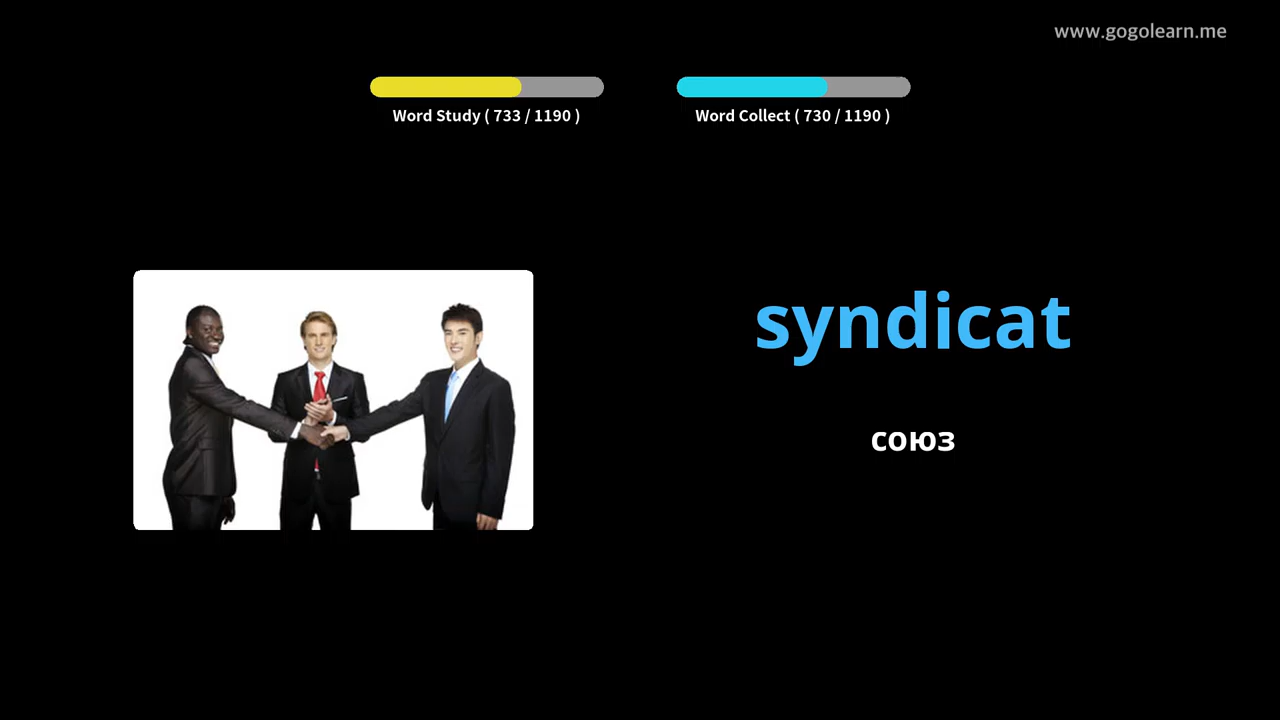 www.gogolearn.me
Word Study ( 733 / 1190 )
Word Collect ( 730 / 1190 )
syndicat
союз